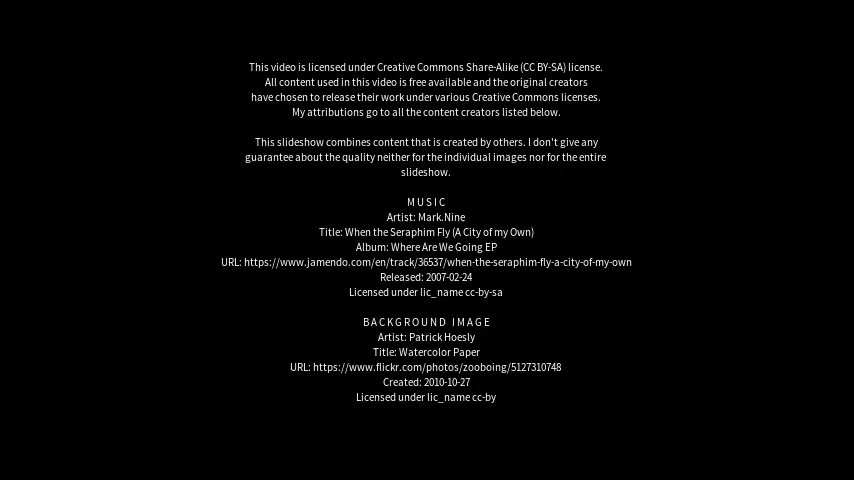 This video is licensed under Creative Commons Share-Alike (CC BY-SA) license.
All content used in this video is free available and the original creators
have chosen to release their work under various Creative Commons licenses.
My attributions go to all the content creators listed below.
This slideshow combines content that is created by others. I don't give any
guarantee about the quality neither for the individual images nor for the entire
slideshow.
MUSIC
Artist: Mark.Nine
Title: When the Seraphim Fly (A City of my Own)
Album: Where Are We Going EP
URL: https://www.jamendo.com/en/track/36537/when-the-seraphim-fly-a-city-of-my-own
Released: 2007-02-24
Licensed under lic_name cc-by-sa
BACKGROUND IMAGE
Artist: Patrick Hoesly
Title: Watercolor Paper
URL: https://www.flickr.com/photos/zooboing/5127310748
Created: 2010-10-27
Licensed under lic_name cc-by